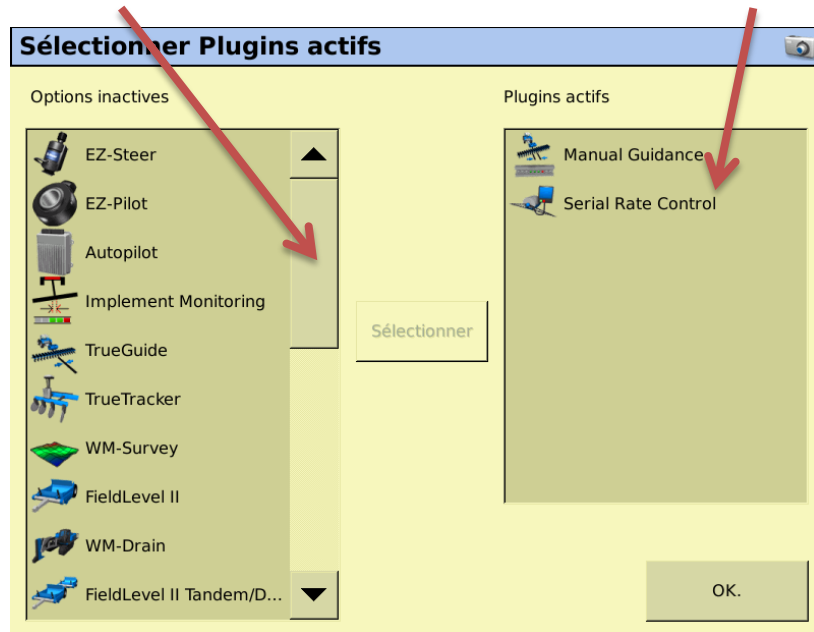 Sélectionner Plugins actifs
Options inactives
EZ-Steer
EZ-Pilot
Autopilot
Implement Monitoring
TrueGuide
TrueTracker
WM-Survey
FieldLevel II
WM-Drain
FieldLevel II Tandem/D...
Sélectionner
Plugins actifs
Manual Guidance
Serial Rate Control
OK.